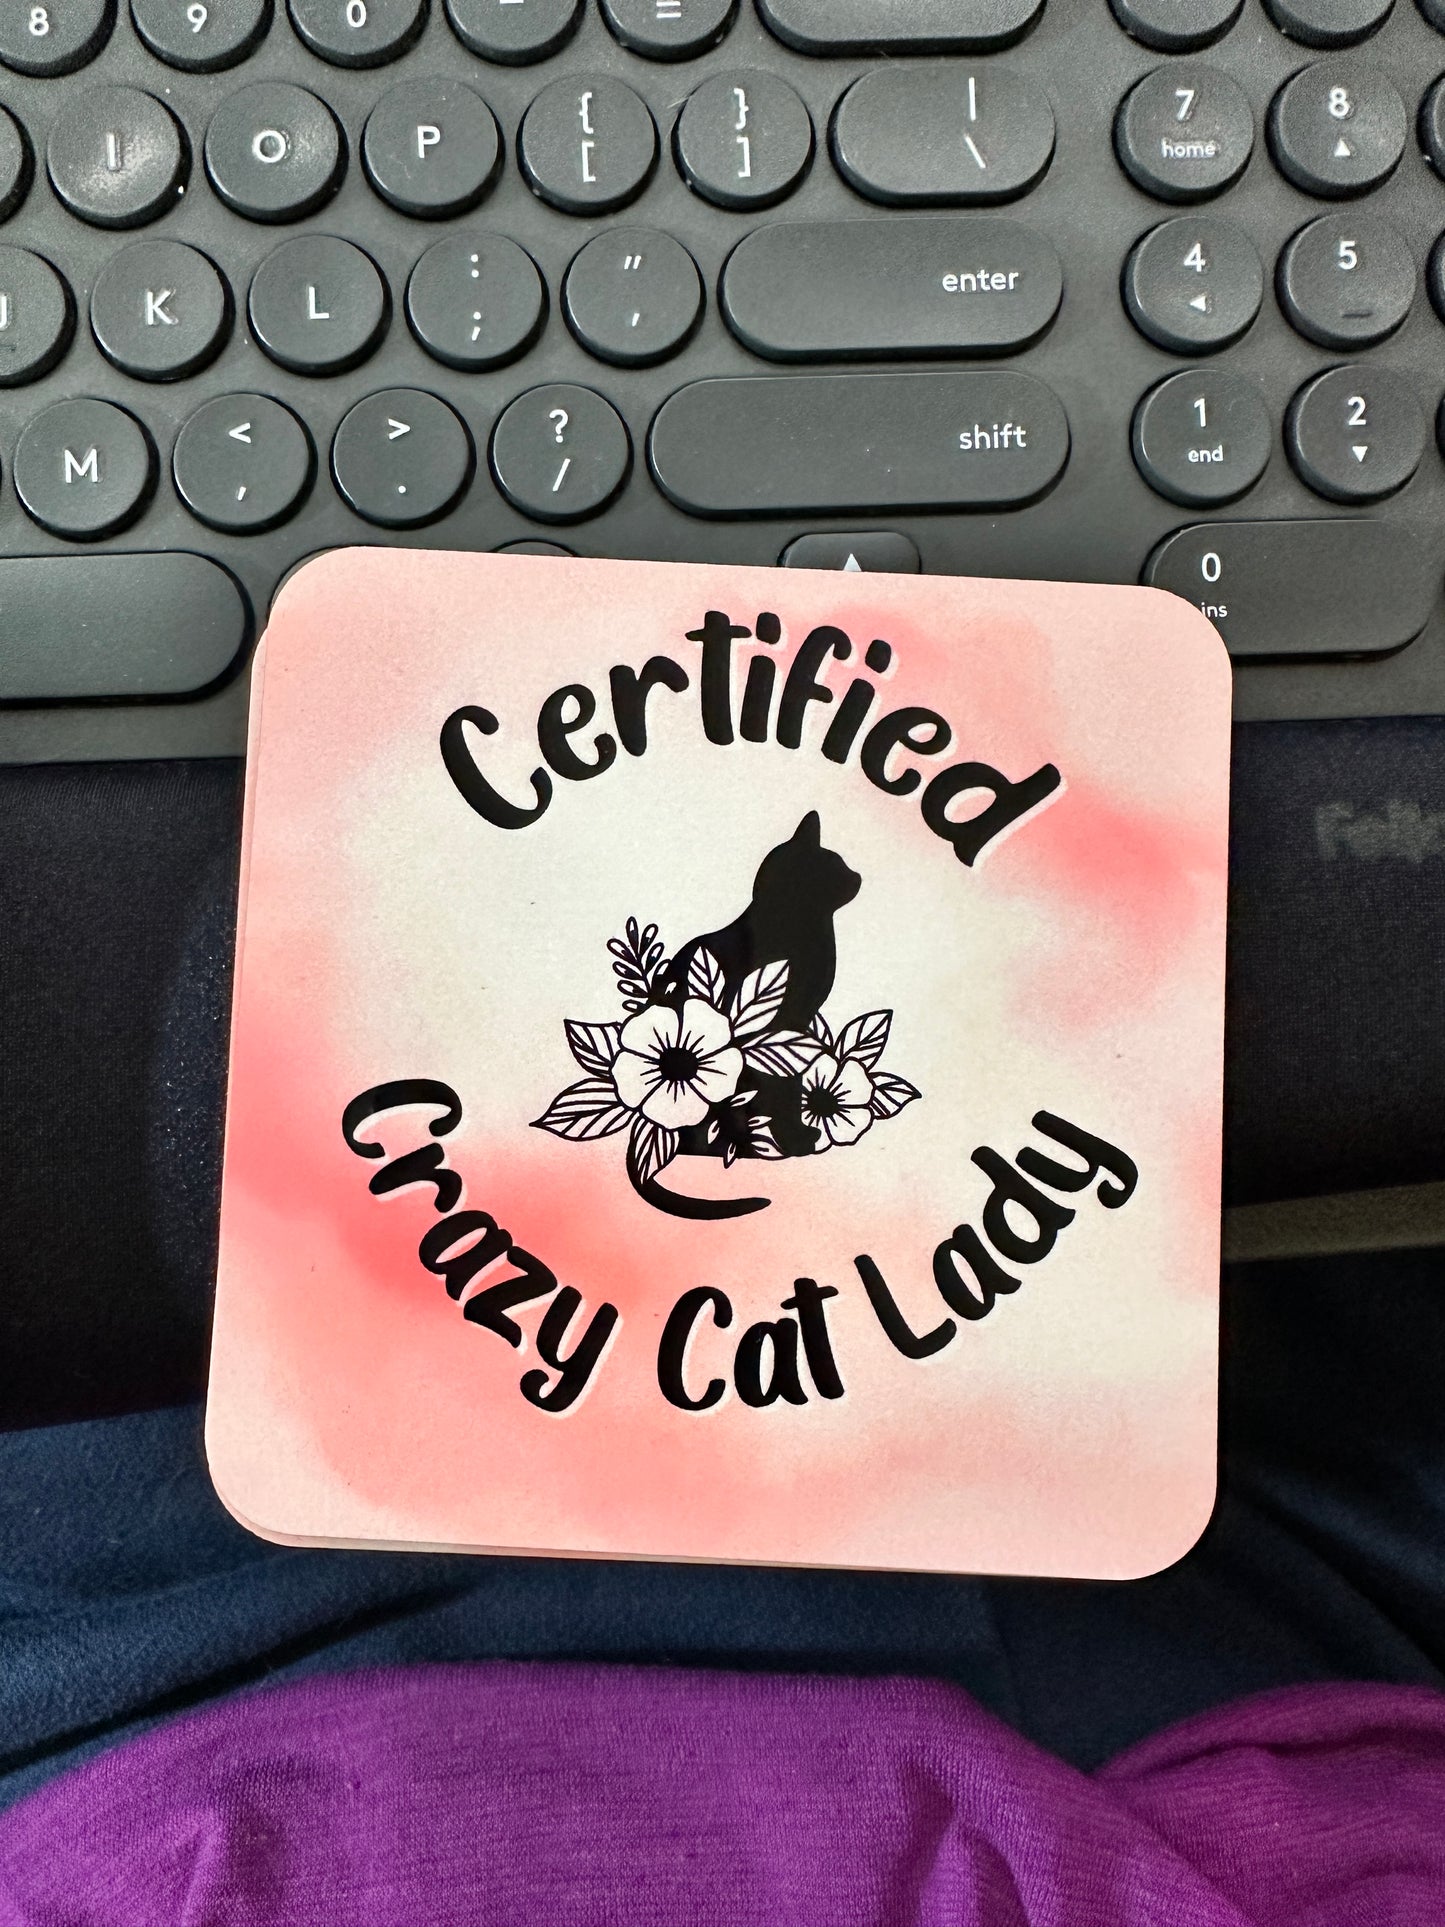 8 9 0 – =
I O P { [ } ] | \ 7 home 8
J K L : ; " ' enter 4 5
M < , > . ? / shift 1 end 2
0 ins
Certified
Crazy Cat Lady